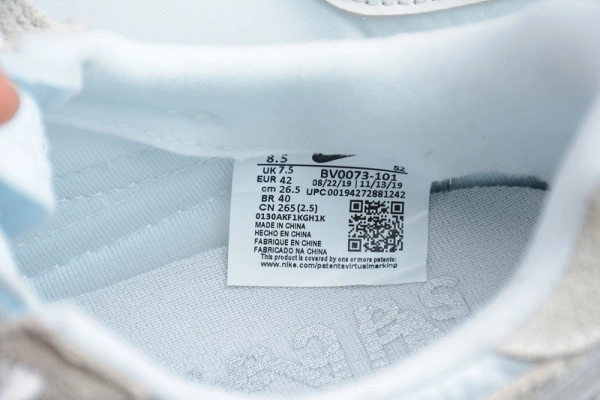 8.5
52
UK 7.5 BV0073-101
EUR 42 08/22/19 | 11/13/19
cm 26.5 UPC00194272881242
BR 40
CN 265(2.5)
0130AKF1KGH1K
MADE IN CHINA
HECHO EN CHINA
FABRIQUE EN CHINE
FABRICADO NA CHINA
This product is covered by one or more patents:
www.nike.com/patentsvirtualmarking